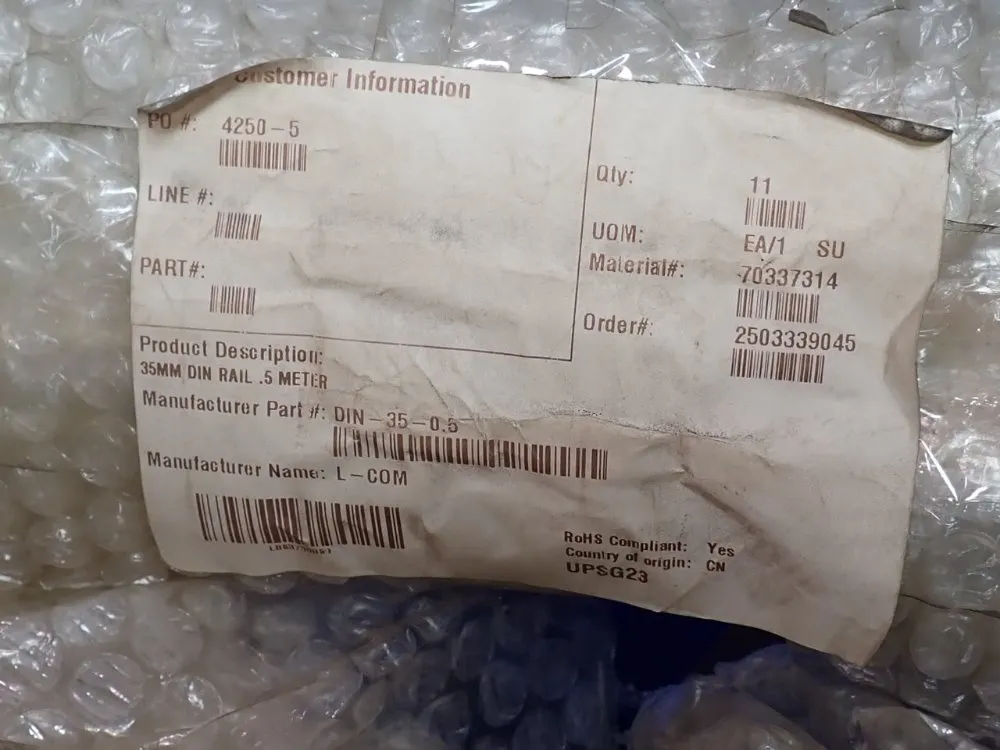 Customer Information
PO.#: 4250-5
LINE #:
PART#:
Qty: 11
UOM: EA/1 SU
Material#: 70337314
Order#: 2503339045
Product Description:
35MM DIN RAIL .5 METER
Manufacturer Part #: DIN-35-0.5
Manufacturer Name: L-COM
RoHS Compliant: Yes
Country of origin: CN
UPSG23